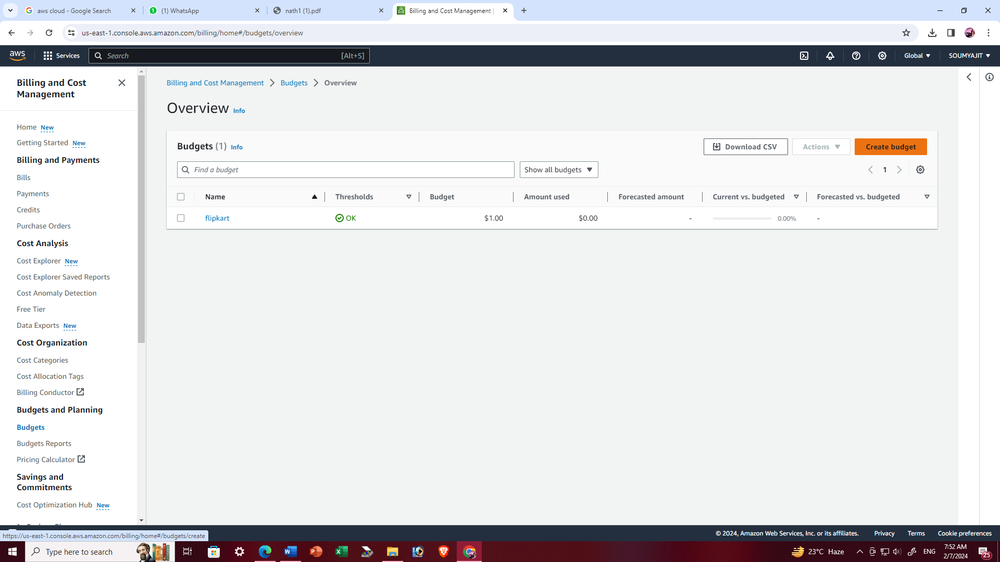 aws cloud - Google Search
(1) WhatsApp
nath1 (1).pdf
Billing and Cost Management |
us-east-1.console.aws.amazon.com/billing/home#/budgets/overview
aws
Services
Search
[Alt+S]
Global
SOUMYAJIT
Billing and Cost
Management
Home New
Getting Started New
Billing and Payments
Bills
Payments
Credits
Purchase Orders
Cost Analysis
Cost Explorer New
Cost Explorer Saved Reports
Cost Anomaly Detection
Free Tier
Data Exports New
Cost Organization
Cost Categories
Cost Allocation Tags
Billing Conductor
Budgets and Planning
Budgets
Budgets Reports
Pricing Calculator
Savings and
Commitments
Cost Optimization Hub New
Billing and Cost Management > Budgets > Overview
Overview Info
Budgets (1) Info
Download CSV
Actions
Create budget
Find a budget
Show all budgets
1
Name Thresholds Budget Amount used Forecasted amount Current vs. budgeted Forecasted vs. budgeted
flipkart OK $1.00 $0.00 - 0.00% -
© 2024, Amazon Web Services, Inc. or its affiliates. Privacy Terms Cookie preferences
https://us-east-1.console.aws.amazon.com/billing/home#/budgets/create
Type here to search
23°C Haze
ENG
7:52 AM
2/7/2024
25